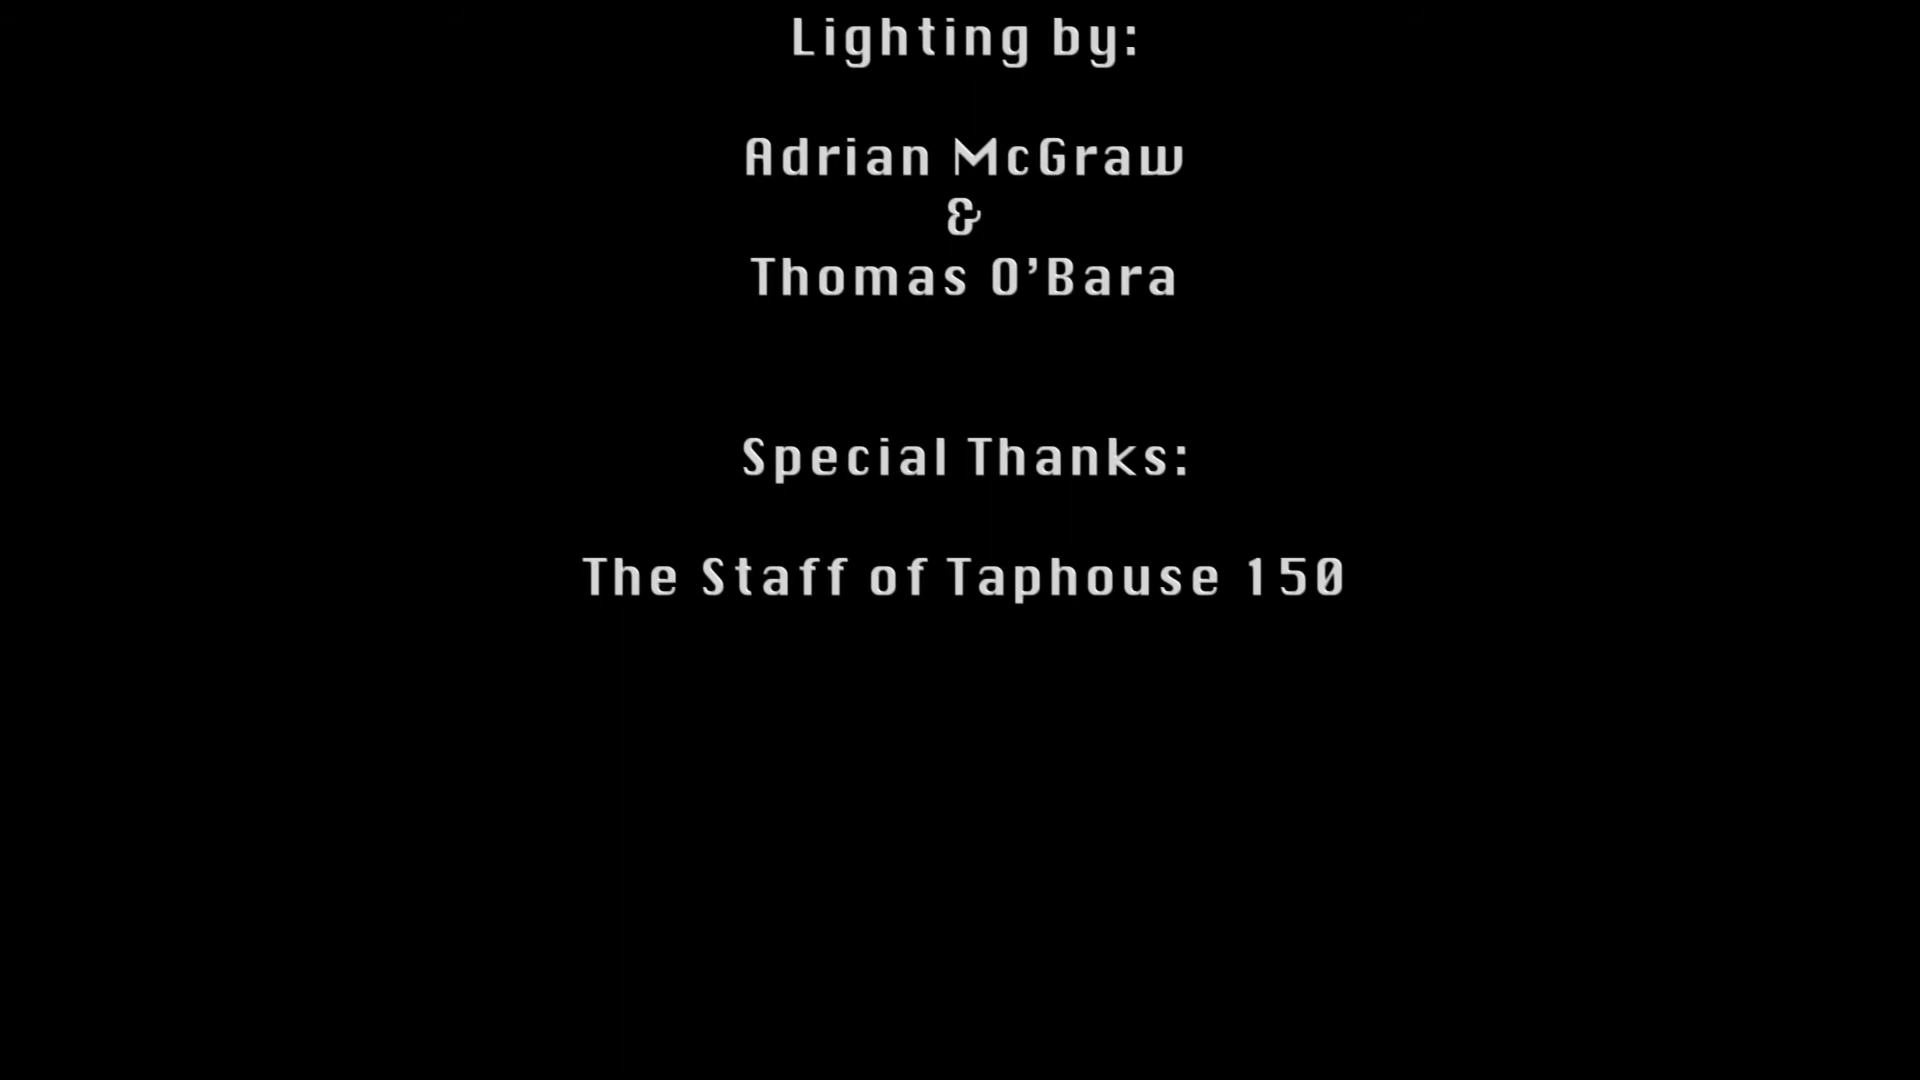 Lighting by:
Adrian McGraw
&
Thomas O’Bara
Special Thanks:
The Staff of Taphouse 150